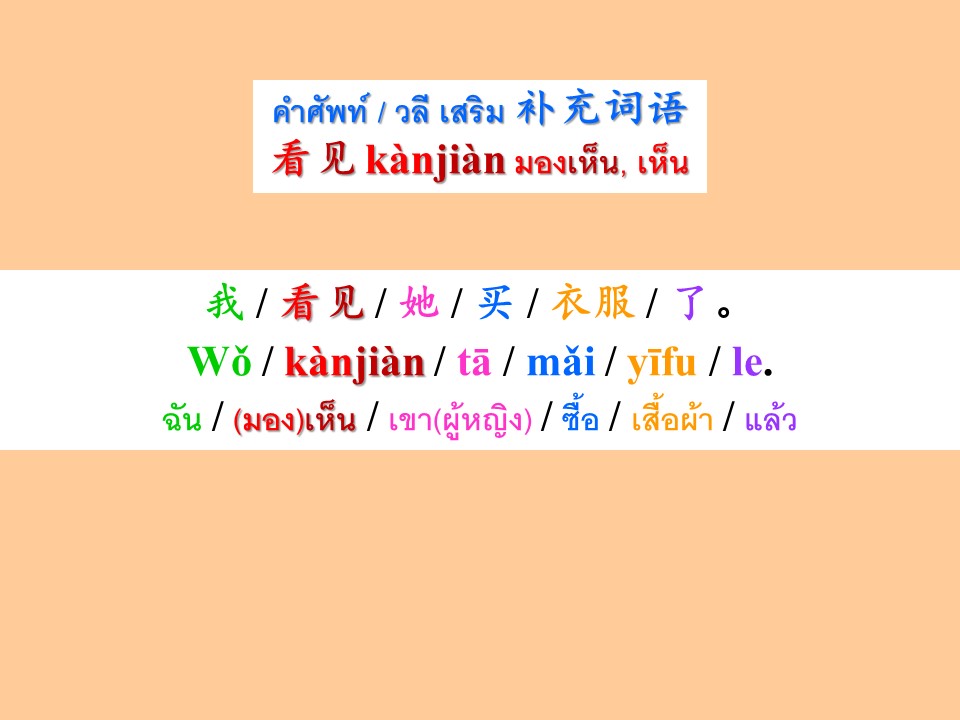 คำศัพท์ / วลี เสริม 补充词语
看见 kànjiàn มองเห็น, เห็น
我 / 看见 / 她 / 买 / 衣服 / 了。
Wǒ / kànjiàn / tā / mǎi / yīfu / le.
ฉัน / (มอง)เห็น / เขา(ผู้หญิง) / ซื้อ / เสื้อผ้า / แล้ว